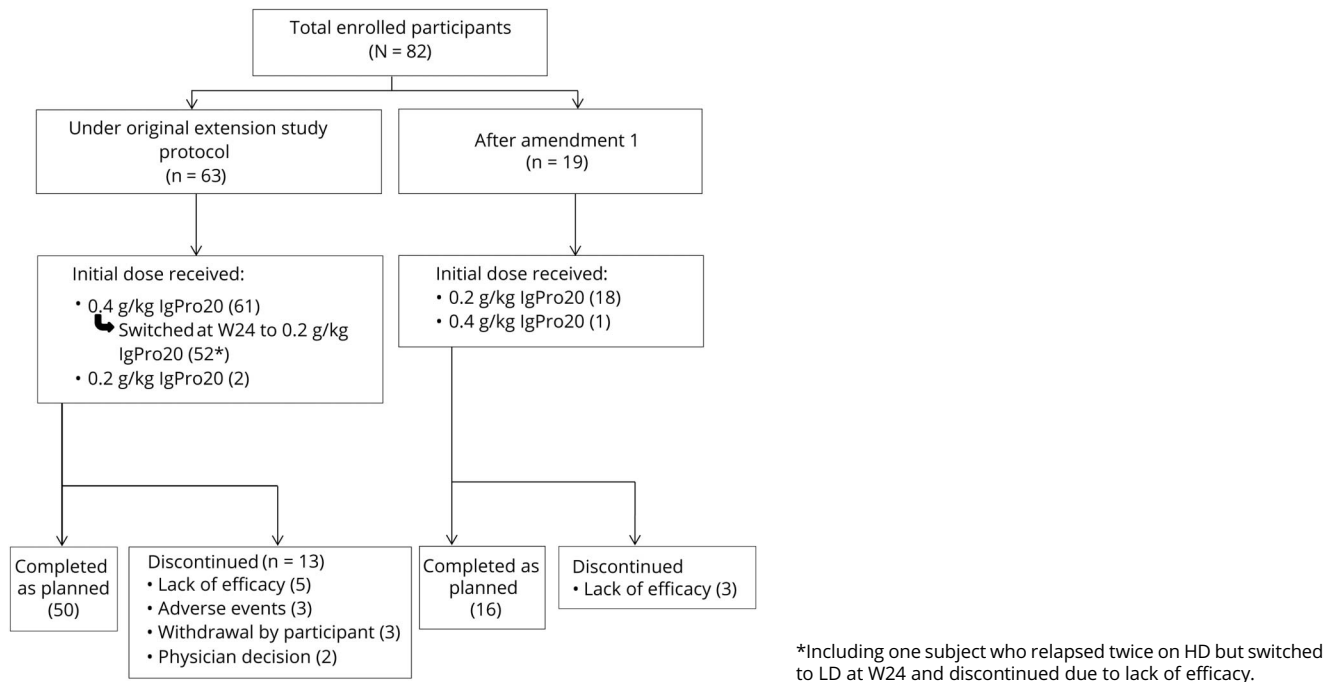 Total enrolled participants
(N = 82)
Under original extension study
protocol
(n = 63)
After amendment 1
(n = 19)
Initial dose received:
• 0.4 g/kg IgPro20 (61)
Switched at W24 to 0.2 g/kg
IgPro20 (52*)
• 0.2 g/kg IgPro20 (2)
Initial dose received:
• 0.2 g/kg IgPro20 (18)
• 0.4 g/kg IgPro20 (1)
Completed
as planned
(50)
Discontinued (n = 13)
• Lack of efficacy (5)
• Adverse events (3)
• Withdrawal by participant (3)
• Physician decision (2)
Completed as
planned
(16)
Discontinued
• Lack of efficacy (3)
*Including one subject who relapsed twice on HD but switched
to LD at W24 and discontinued due to lack of efficacy.